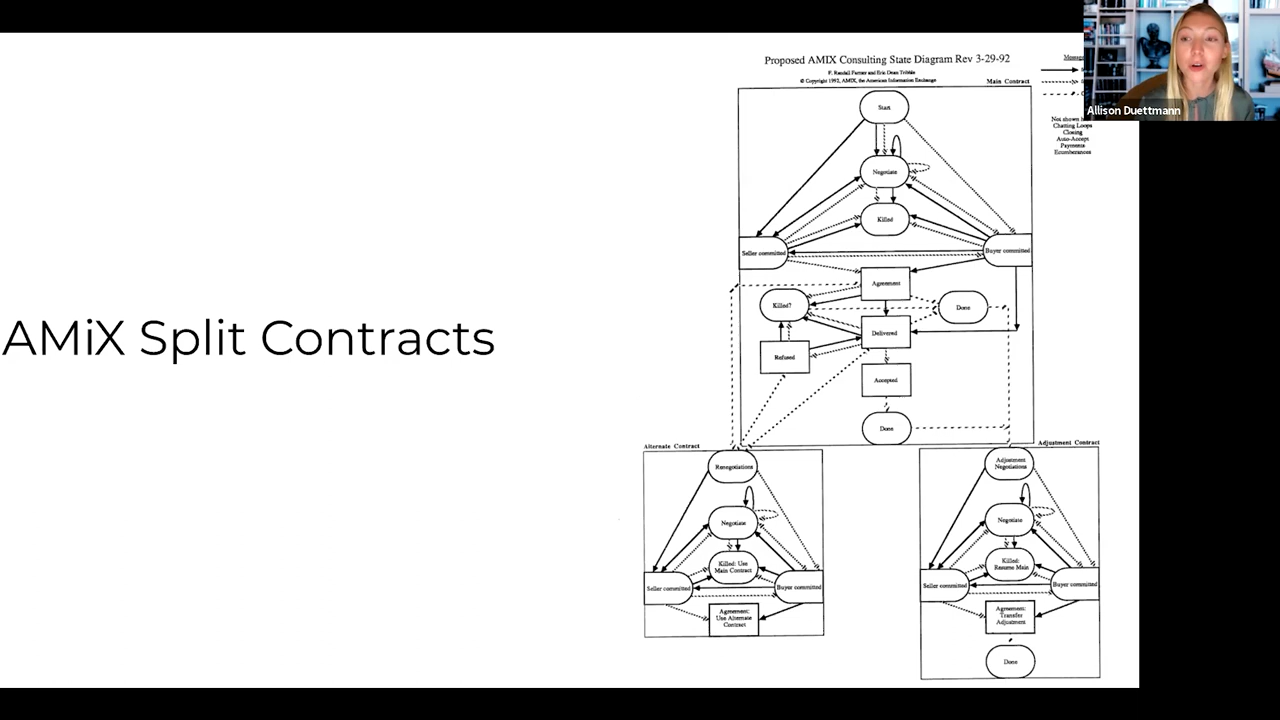 Allison Duettmann
AMiX Split Contracts
Proposed AMIX Consulting State Diagram Rev 3-29-92
F. Randall Farmer and Eric Dean Tribble
© Copyright 1992, AMIX, the American Information Exchange
Main Contract
Not shown
Chatting Loops
Closing
Auto-Accept
Payments
Ecumberances
Start
Negotiate
Killed
Seller committed
Buyer committed
Agreement
Killed?
Done
Delivered
Refused
Accepted
Done
Alternate Contract
Renegotiations
Negotiate
Killed: Use
Main Contract
Seller committed
Buyer committed
Agreement:
Use Alternate
Contract
Adjustment Contract
Adjustment
Negotiations
Negotiate
Killed:
Resume Main
Seller committed
Buyer committed
Agreement:
Transfer
Adjustment
Done